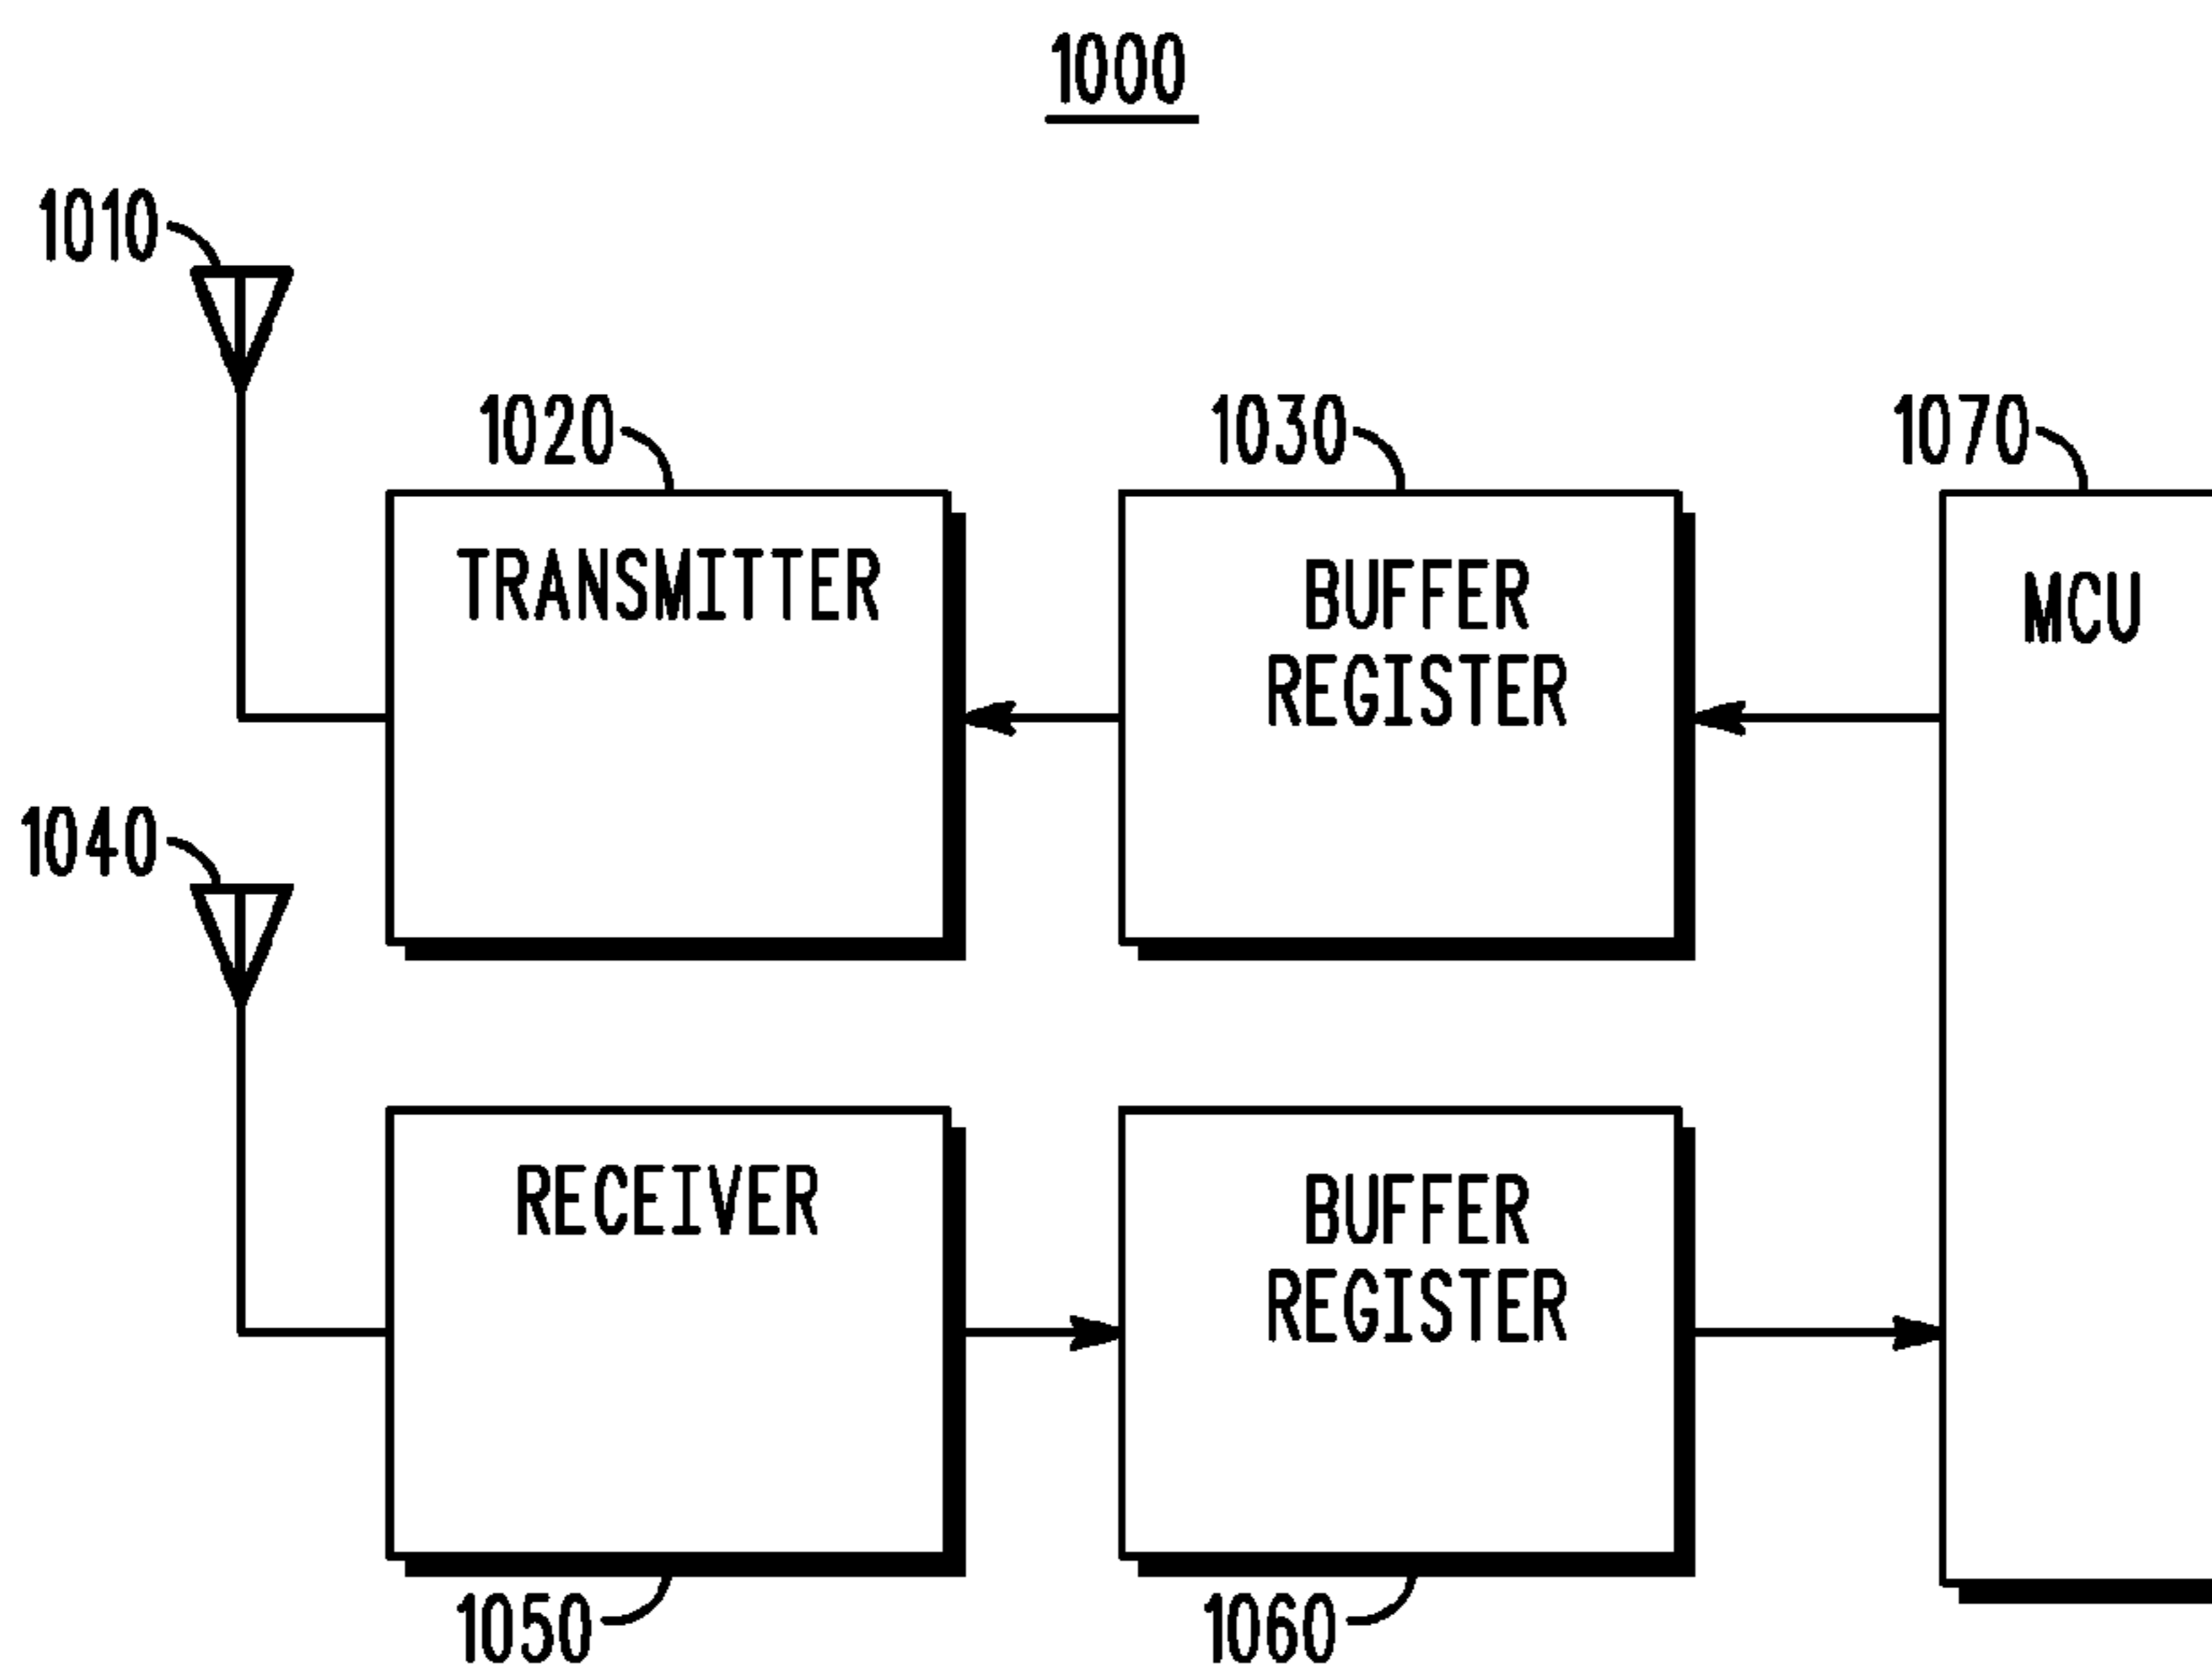 1000
1010
1020
1030
1070
TRANSMITTER
BUFFER
REGISTER
MCU
1040
RECEIVER
BUFFER
REGISTER
1050
1060